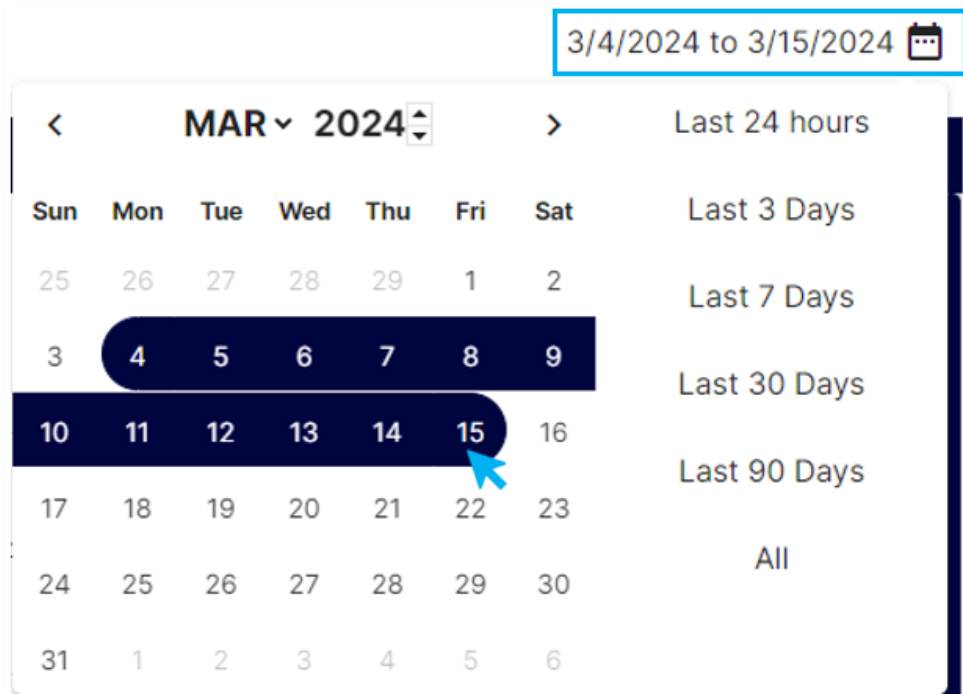 3/4/2024 to 3/15/2024
MAR 2024
Sun Mon Tue Wed Thu Fri Sat
25 26 27 28 29 1 2
3 4 5 6 7 8 9
10 11 12 13 14 15 16
17 18 19 20 21 22 23
24 25 26 27 28 29 30
31 1 2 3 4 5 6
Last 24 hours
Last 3 Days
Last 7 Days
Last 30 Days
Last 90 Days
All